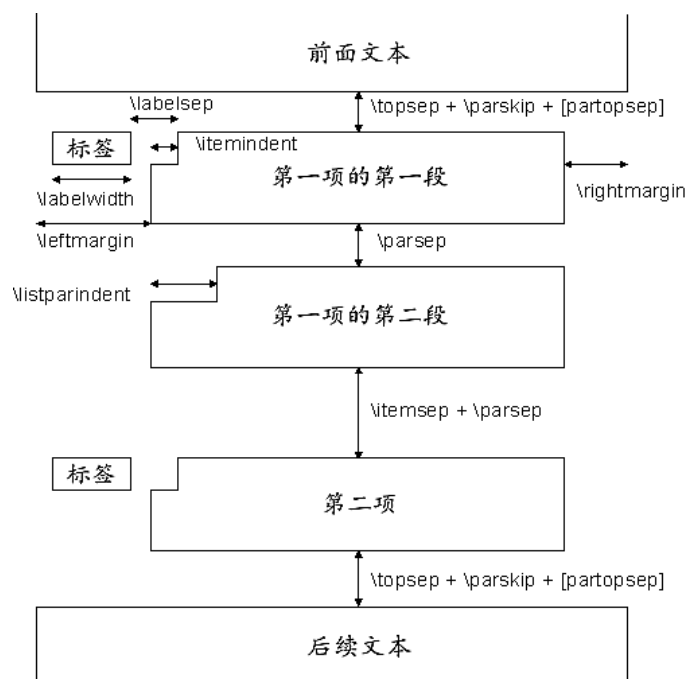 前面文本
\labelsep
\topsep + \parskip + [partopsep]
标签
\itemindent
第一项的第一段
\labelwidth
\rightmargin
\leftmargin
\parsep
\listparindent
第一项的第二段
\itemsep + \parsep
标签
第二项
\topsep + \parskip + [partopsep]
后续文本